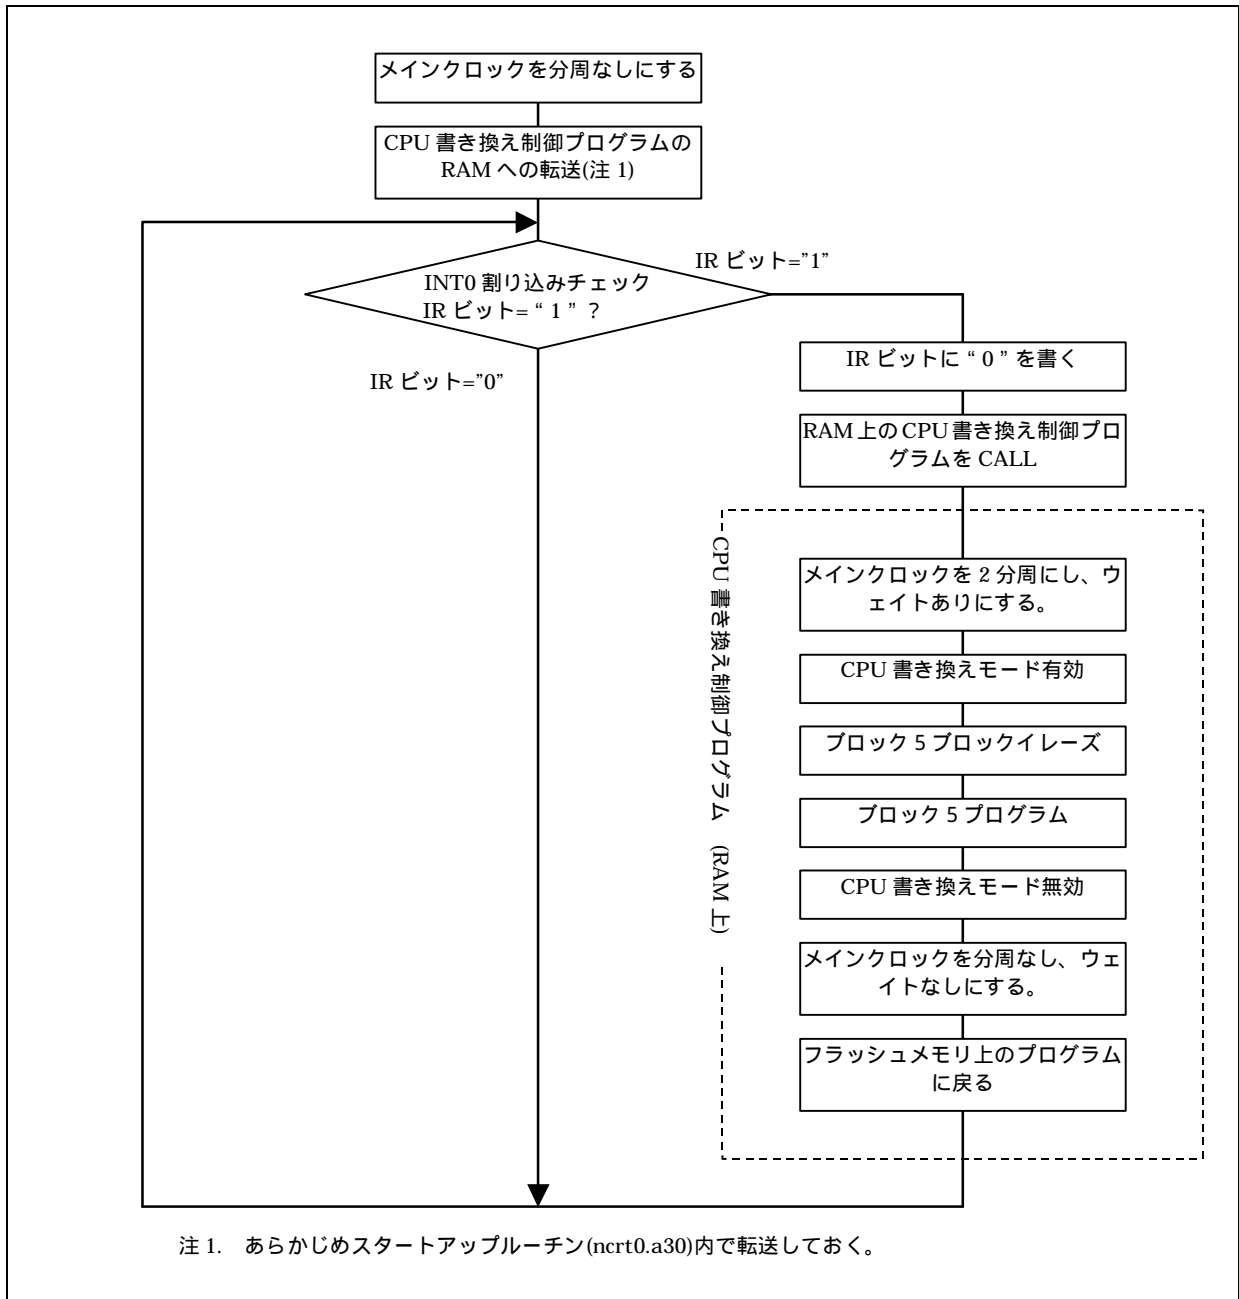 メインクロックを分周なしにする
CPU 書き換え制御プログラムの
RAM への転送(注 1)
IR ビット="1"
INT0 割り込みチェック
IR ビット= “ 1 ” ？
IR ビット="0"
IR ビットに “ 0 ” を書く
RAM 上の CPU 書き換え制御プロ
グラムを CALL
CPU 書き換え制御プログラム (RAM 上)
メインクロックを 2 分周にし、ウ
ェイトありにする。
CPU 書き換えモード有効
ブロック 5 ブロックイレーズ
ブロック 5 プログラム
CPU 書き換えモード無効
メインクロックを分周なし、ウェ
イトなしにする。
フラッシュメモリ上のプログラム
に戻る
注 1. あらかじめスタートアップルーチン(ncrt0.a30)内で転送しておく。